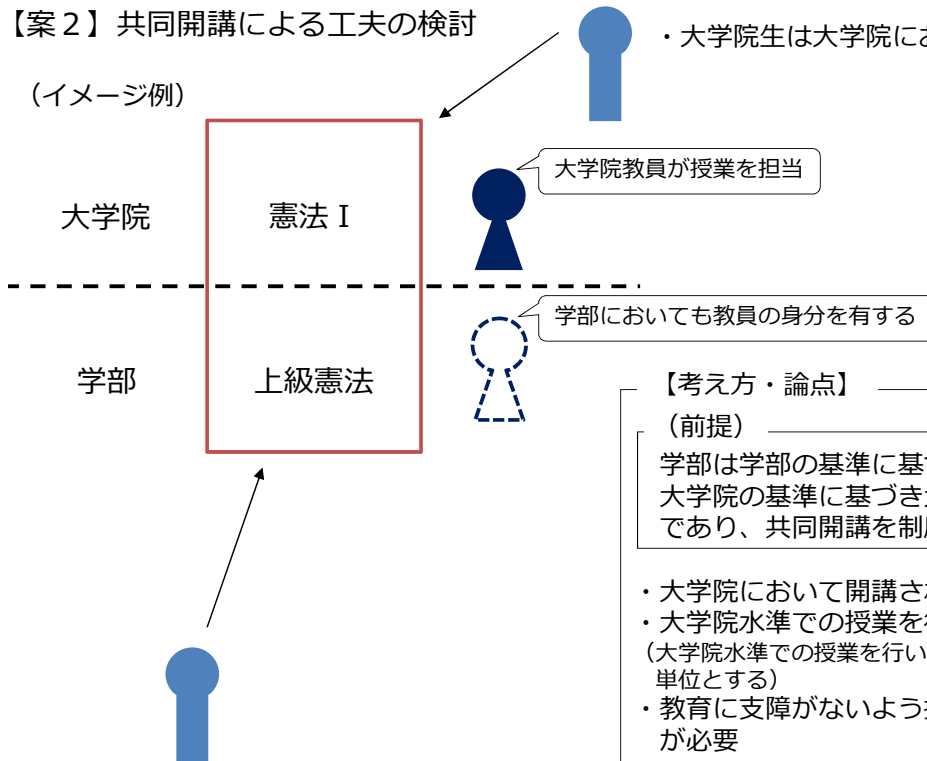 【案２】共同開講による工夫の検討
・大学院生は大学院にお
（イメージ例）
大学院教員が授業を担当
大学院
憲法Ⅰ
学部においても教員の身分を有する
学部
上級憲法
【考え方・論点】
（前提）
学部は学部の基準に基
大学院の基準に基づき
であり、共同開講を制
・大学院において開講さ
・大学院水準での授業を
（大学院水準での授業を行い
単位とする）
・教育に支障がないよう
が必要